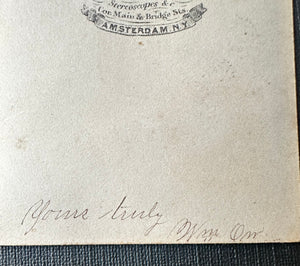 Stereoscopes & c
Cor. Main & Bridge Sts.
AMSTERDAM. N.Y.
Yours truly
Wm Orr.